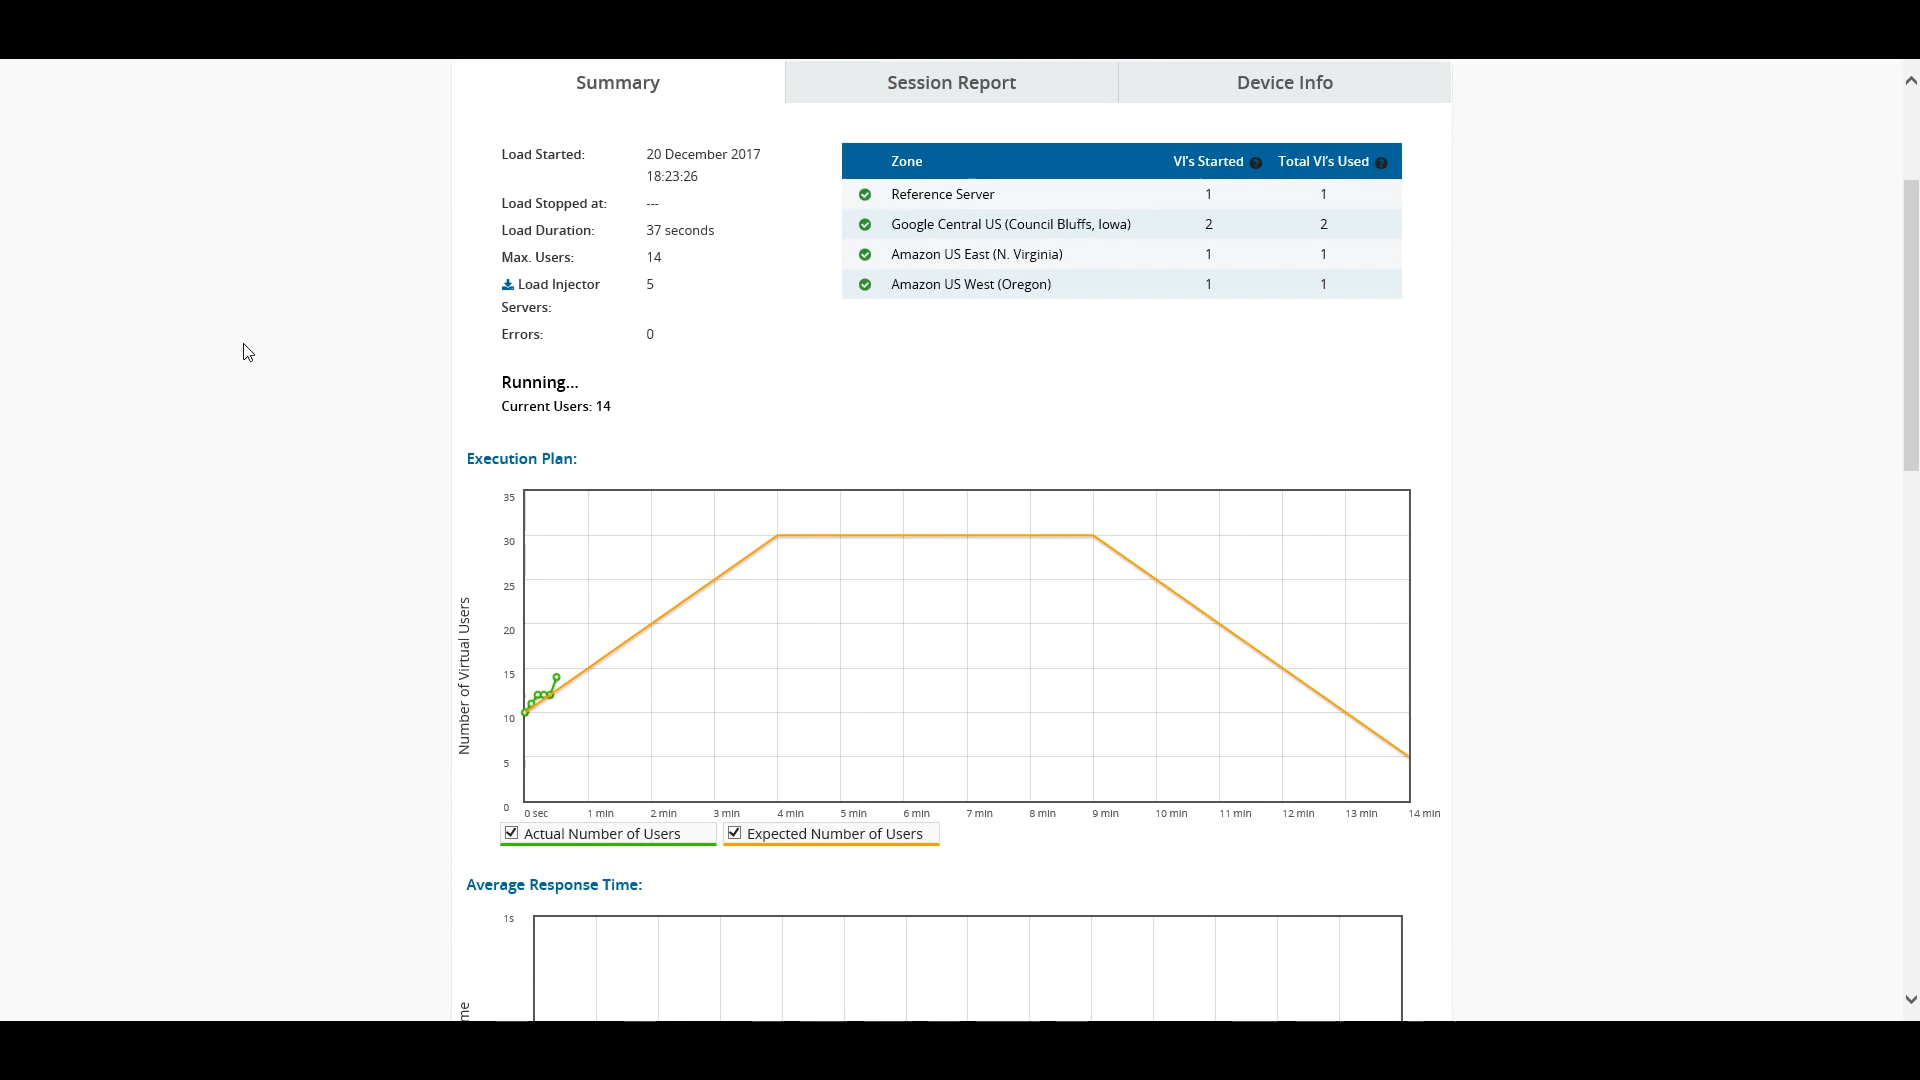 Summary
Session Report
Device Info
Load Started: 20 December 2017
18:23:26
Load Stopped at: ---
Load Duration: 37 seconds
Max. Users: 14
Load Injector 5
Servers:
Errors: 0
Zone VI's Started ? Total VI's Used ?
Reference Server 1 1
Google Central US (Council Bluffs, Iowa) 2 2
Amazon US East (N. Virginia) 1 1
Amazon US West (Oregon) 1 1
Running...
Current Users: 14
Execution Plan:
35
30
25
20
15
10
5
0
Number of Virtual Users
0 sec 1 min 2 min 3 min 4 min 5 min 6 min 7 min 8 min 9 min 10 min 11 min 12 min 13 min 14 min
Actual Number of Users Expected Number of Users
Average Response Time:
1s